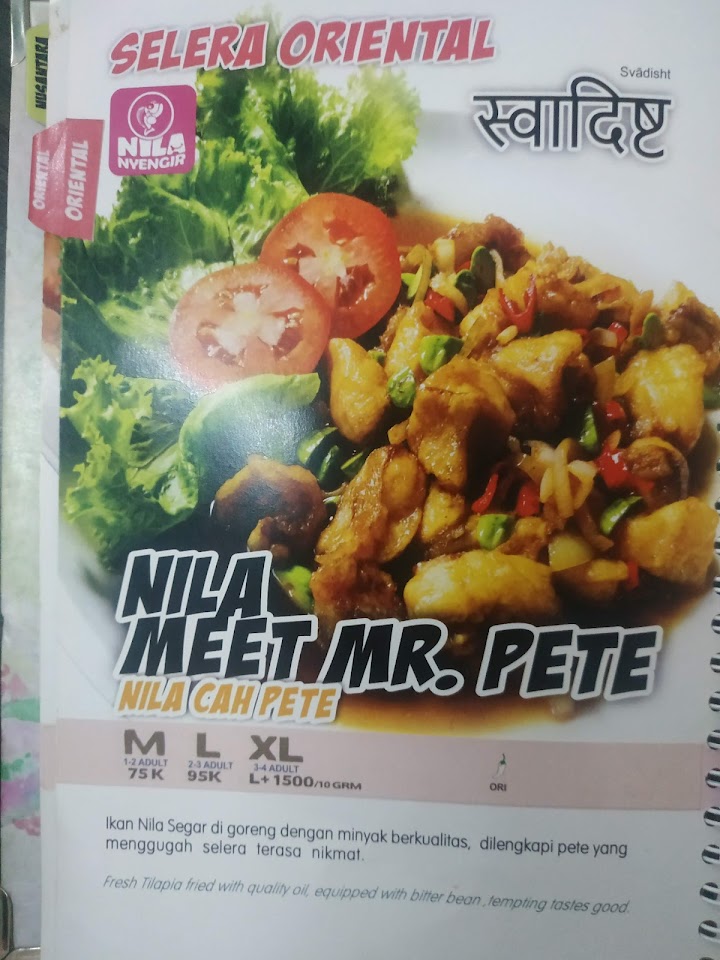 SELERA ORIENTAL
Svādisht
स्वादिष्ट
NUSANTARA
ORIENTAL
ORIENTAL
NILA
NYENGIR
NILA
MEET MR. PETE
NILA CAH PETE
M L XL
1-2 ADULT 2-3 ADULT 3-4 ADULT
75 K 95K L+ 1500/10 GRM
ORI
Ikan Nila Segar di goreng dengan minyak berkualitas, dilengkapi pete yang
menggugah selera terasa nikmat.
Fresh Tilapia fried with quality oil, equipped with bitter bean ,tempting tastes good.